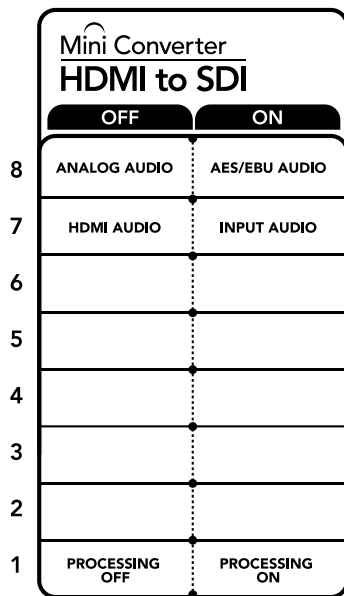 Mini Converter
HDMI to SDI
OFF ON
8 ANALOG AUDIO AES/EBU AUDIO
7 HDMI AUDIO INPUT AUDIO
6
5
4
3
2
1 PROCESSING OFF PROCESSING ON